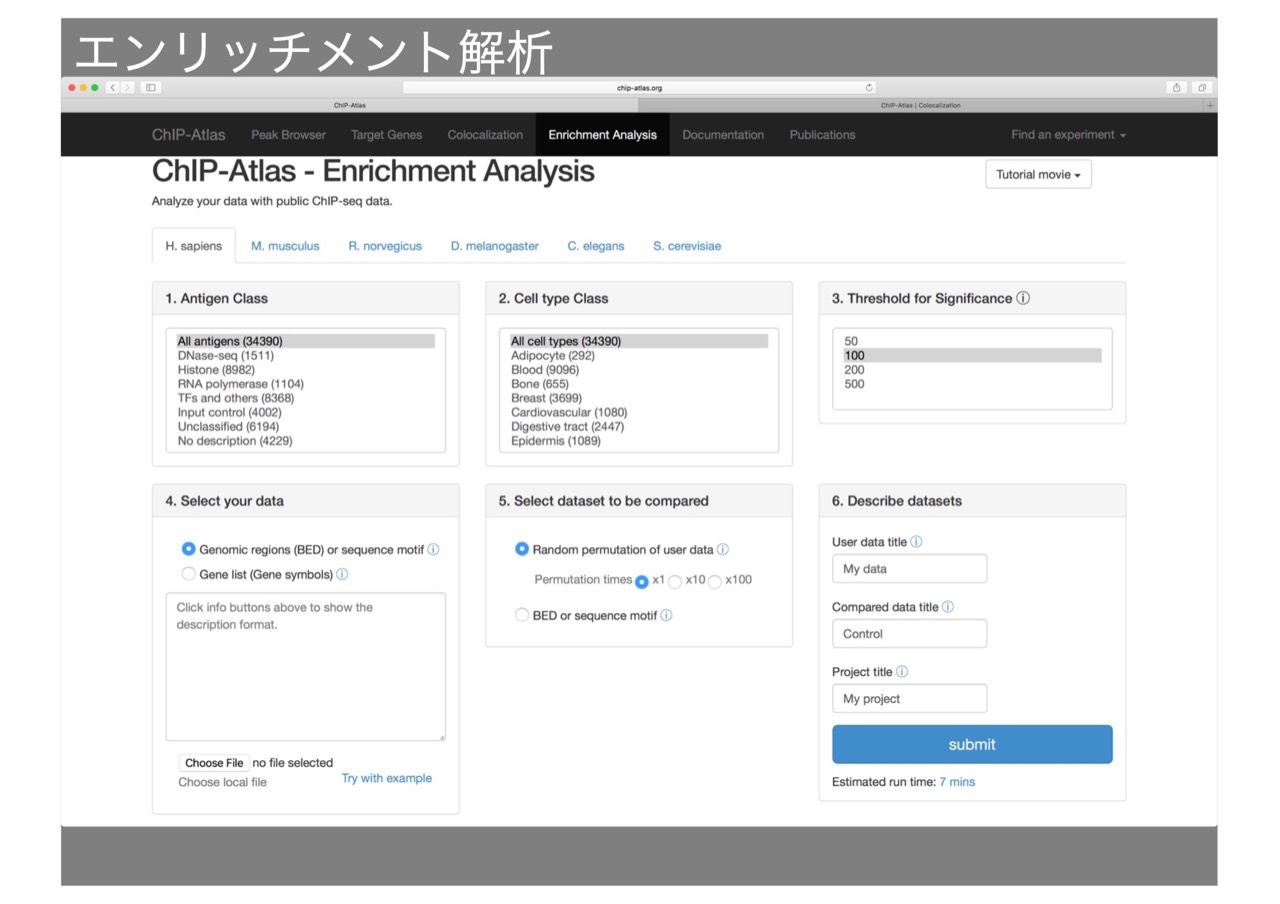 エンリッチメント解析
chip-atlas.org
ChIP-Atlas
ChIP-Atlas | Colocalization
ChIP-Atlas Peak Browser Target Genes Colocalization Enrichment Analysis Documentation Publications Find an experiment
ChIP-Atlas - Enrichment Analysis
Tutorial movie
Analyze your data with public ChIP-seq data.
H. sapiens M. musculus R. norvegicus D. melanogaster C. elegans S. cerevisiae
1. Antigen Class
All antigens (34390)
DNase-seq (1511)
Histone (8982)
RNA polymerase (1104)
TFs and others (8368)
Input control (4002)
Unclassified (6194)
No description (4229)
2. Cell type Class
All cell types (34390)
Adipocyte (292)
Blood (9096)
Bone (655)
Breast (3699)
Cardiovascular (1080)
Digestive tract (2447)
Epidermis (1089)
3. Threshold for Significance ⓘ
50
100
200
500
4. Select your data
Genomic regions (BED) or sequence motif ⓘ
Gene list (Gene symbols) ⓘ
Click info buttons above to show the
description format.
Choose File no file selected
Choose local file
Try with example
5. Select dataset to be compared
Random permutation of user data ⓘ
Permutation times x1 x10 x100
BED or sequence motif ⓘ
6. Describe datasets
User data title ⓘ
My data
Compared data title ⓘ
Control
Project title ⓘ
My project
submit
Estimated run time: 7 mins